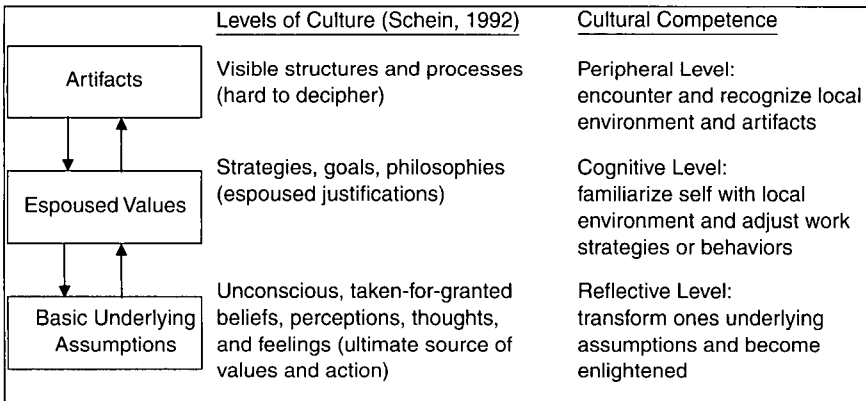 Levels of Culture (Schein, 1992)
Cultural Competence
Artifacts
Visible structures and processes
(hard to decipher)
Peripheral Level:
encounter and recognize local
environment and artifacts
Espoused Values
Strategies, goals, philosophies
(espoused justifications)
Cognitive Level:
familiarize self with local
environment and adjust work
strategies or behaviors
Basic Underlying
Assumptions
Unconscious, taken-for-granted
beliefs, perceptions, thoughts,
and feelings (ultimate source of
values and action)
Reflective Level:
transform ones underlying
assumptions and become
enlightened